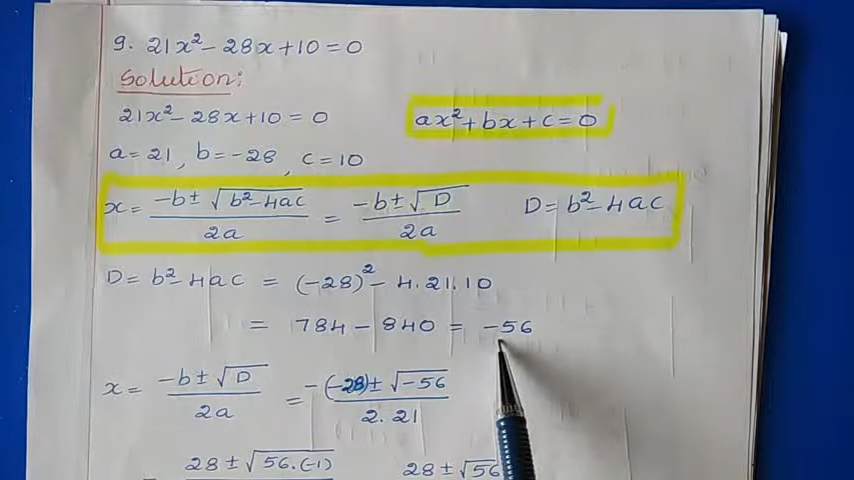 9. 21x² - 28x + 10 = 0
Solution:
21x² - 28x + 10 = 0
ax² + bx + c = 0
a = 21, b = -28, c = 10
x = -b ± √(b² - 4ac) / 2a = -b ± √D / 2a D = b² - 4ac
D = b² - 4ac = (-28)² - 4.21.10
= 784 - 840 = -56
x = -b ± √D / 2a = -(-28) ± √-56 / 2.21
= 28 ± √56.(-1) 28 ± √56